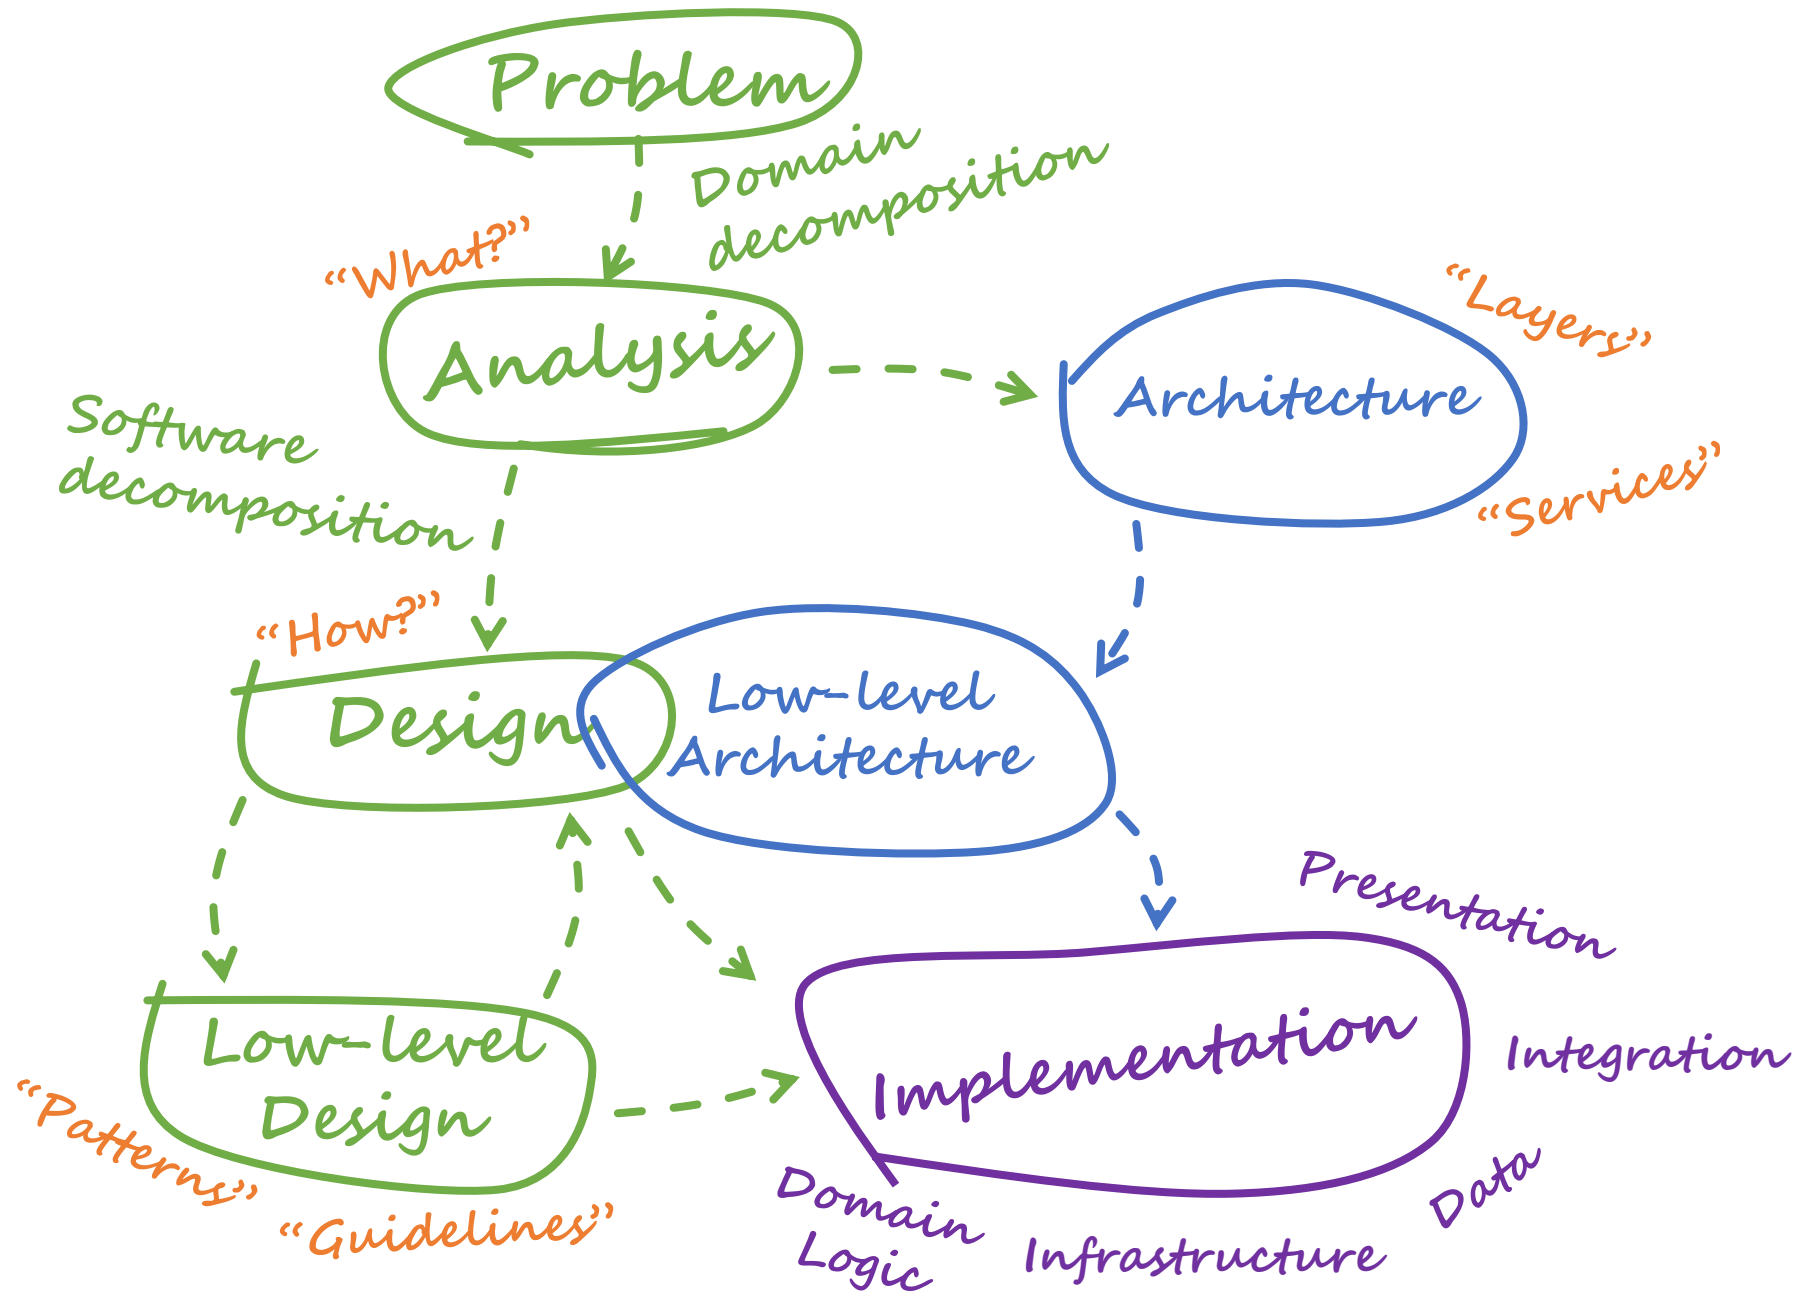 Problem
Domain
decomposition
“What?”
Analysis
“Layers”
Architecture
Software
decomposition
“Services”
“How?”
Design
Low-level
Architecture
Presentation
Low-level
Design
Implementation
Integration
“Patterns”
“Guidelines”
Domain
Logic
Infrastructure
Data